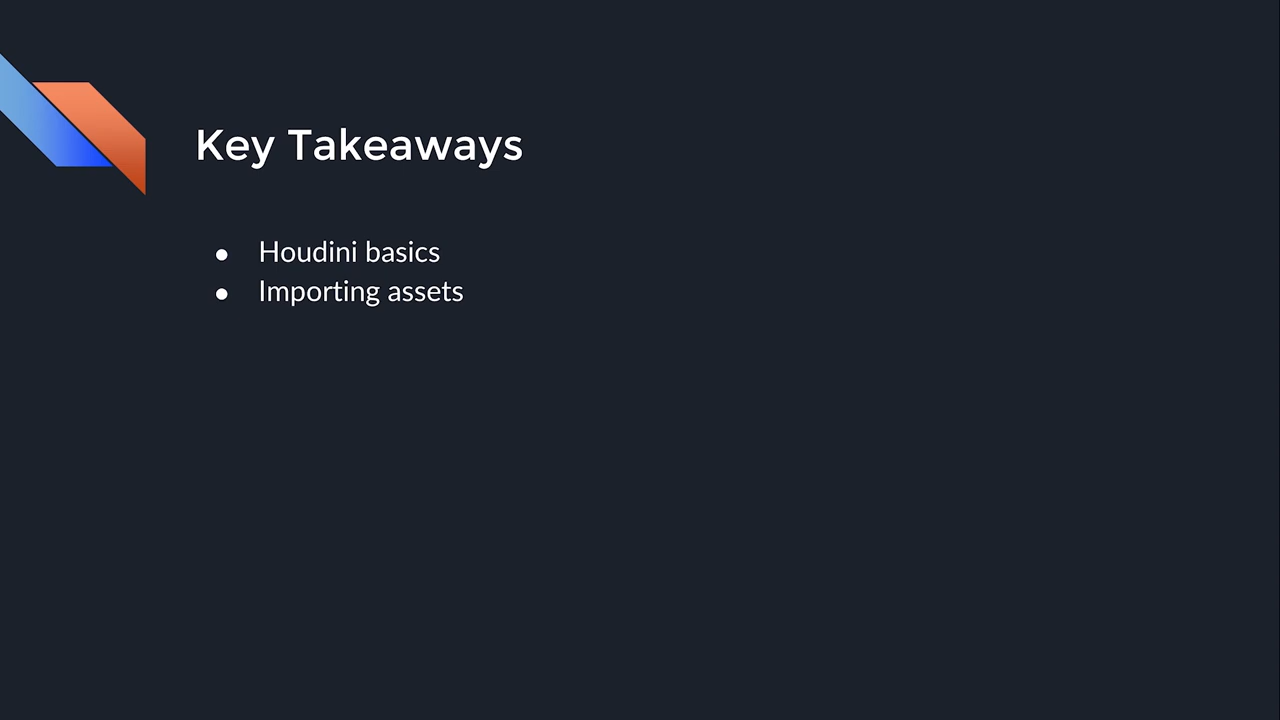 Key Takeaways
● Houdini basics
● Importing assets